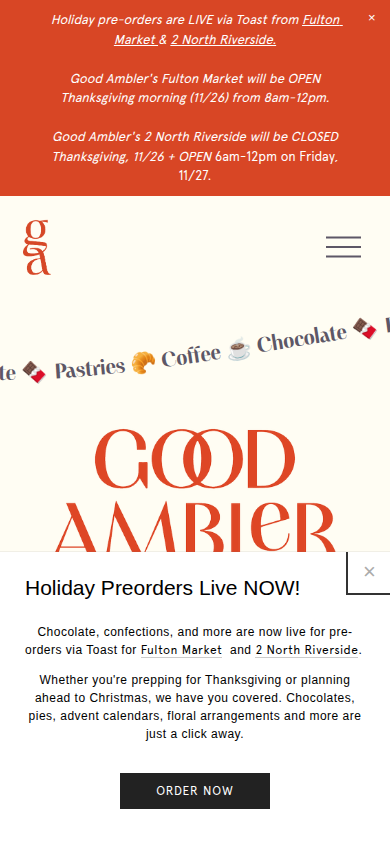 Holiday pre-orders are LIVE via Toast from Fulton
Market & 2 North Riverside.
×
Good Ambler's Fulton Market will be OPEN
Thanksgiving morning (11/26) from 8am-12pm.
Good Ambler's 2 North Riverside will be CLOSED
Thanksgiving, 11/26 + OPEN 6am-12pm on Friday,
11/27.
ga
te 🍫 Pastries 🥐 Coffee ☕ Chocolate 🍫
GOOD
AMBLER
×
Holiday Preorders Live NOW!
Chocolate, confections, and more are now live for pre-
orders via Toast for Fulton Market and 2 North Riverside.
Whether you're prepping for Thanksgiving or planning
ahead to Christmas, we have you covered. Chocolates,
pies, advent calendars, floral arrangements and more are
just a click away.
ORDER NOW